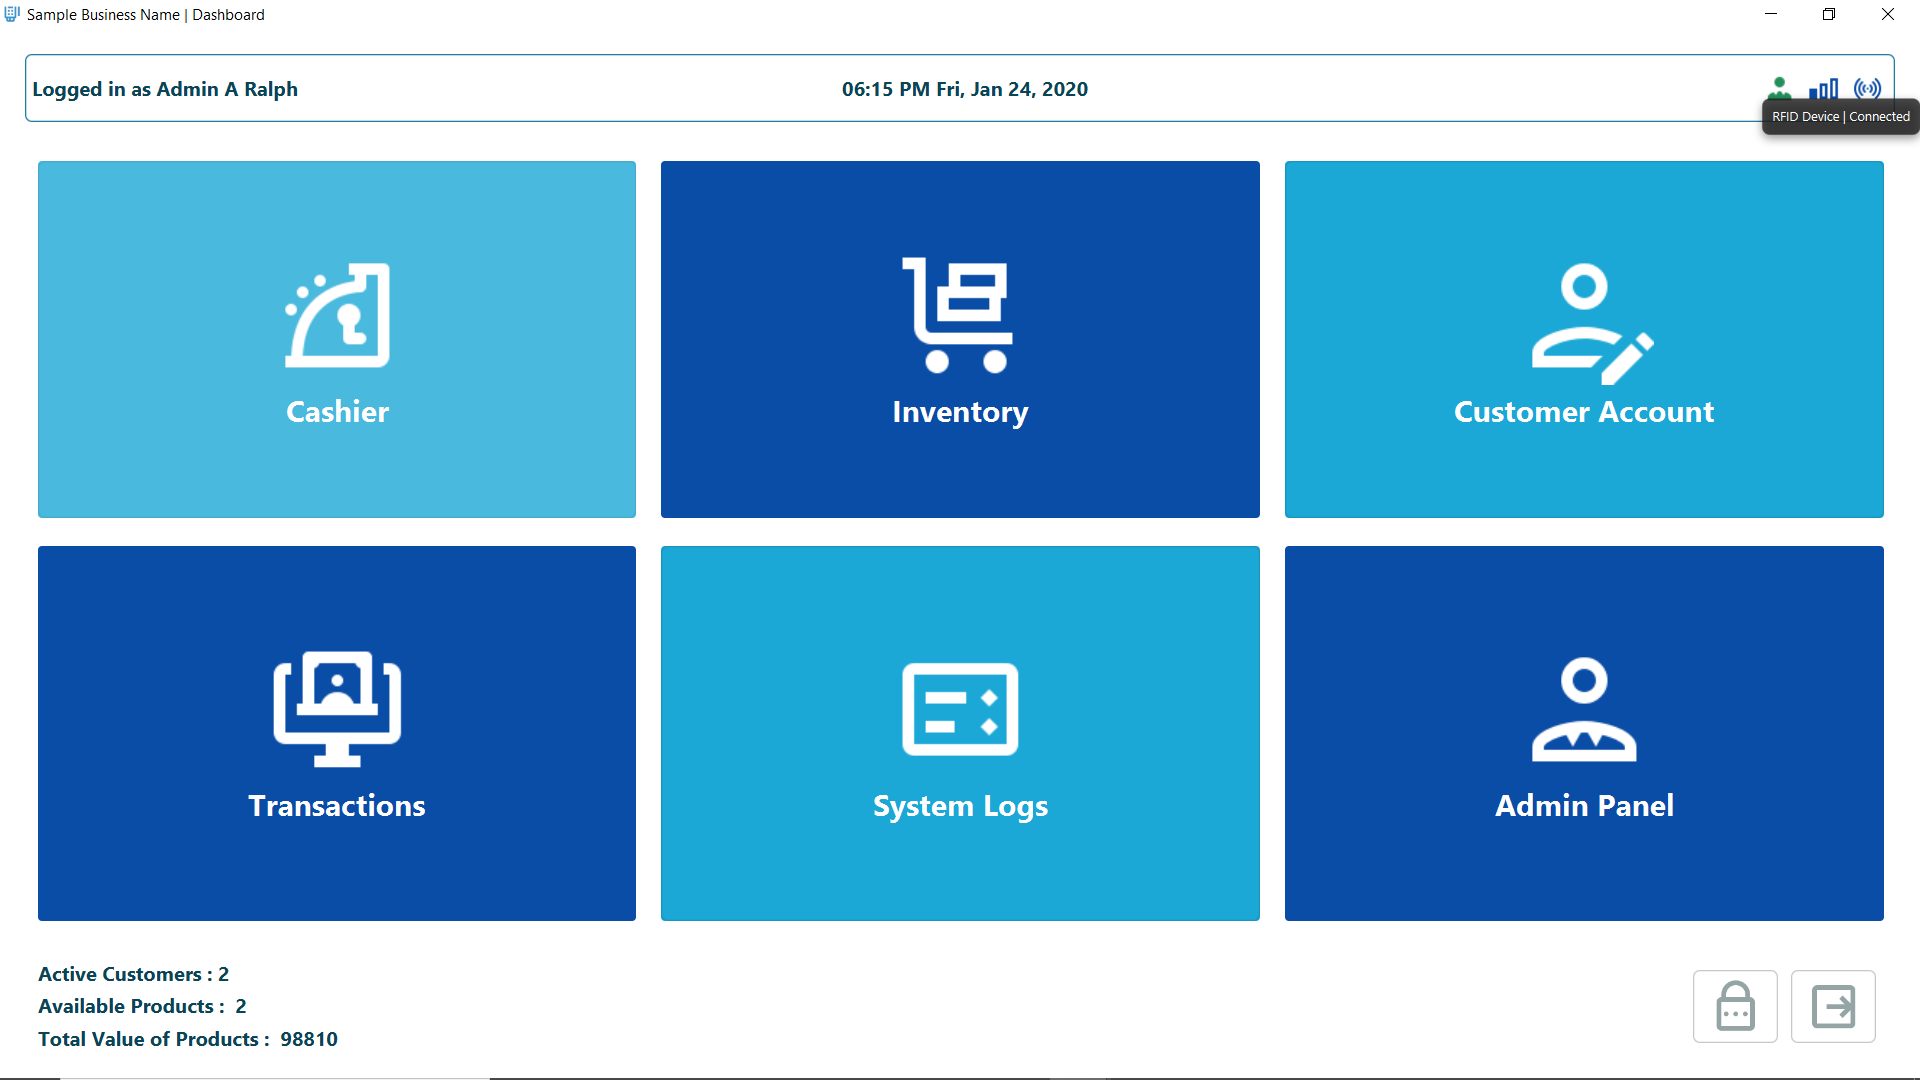 Sample Business Name | Dashboard
Logged in as Admin A Ralph
06:15 PM Fri, Jan 24, 2020
RFID Device | Connected
Cashier
Inventory
Customer Account
Transactions
System Logs
Admin Panel
Active Customers : 2
Available Products :  2
Total Value of Products :  98810